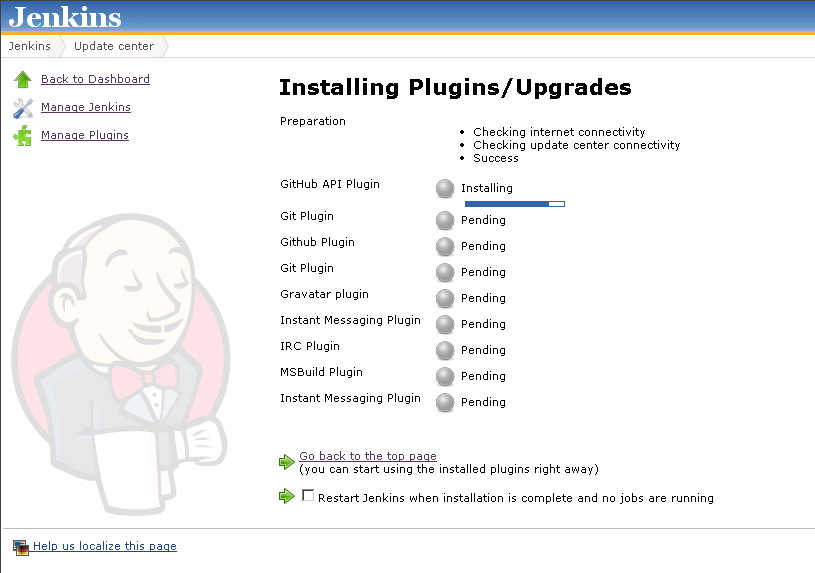 Jenkins
Jenkins Update center
Back to Dashboard
Manage Jenkins
Manage Plugins
Installing Plugins/Upgrades
Preparation
• Checking internet connectivity
• Checking update center connectivity
• Success
GitHub API Plugin Installing
Git Plugin Pending
Github Plugin Pending
Git Plugin Pending
Gravatar plugin Pending
Instant Messaging Plugin Pending
IRC Plugin Pending
MSBuild Plugin Pending
Instant Messaging Plugin Pending
Go back to the top page
(you can start using the installed plugins right away)
Restart Jenkins when installation is complete and no jobs are running
Help us localize this page